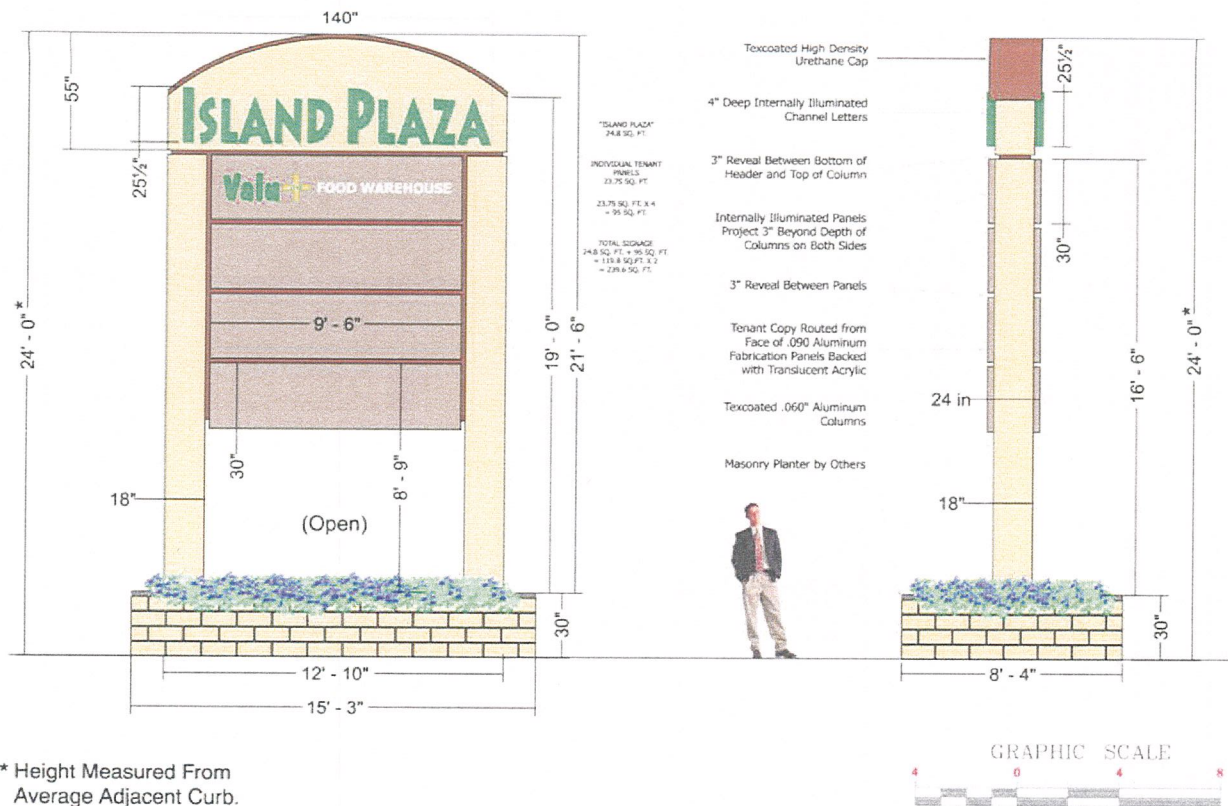 140"
55"
25½"
24' - 0" *
ISLAND PLAZA
Valu+ FOOD WAREHOUSE
9' - 6"
19' - 0"
21' - 6"
30"
8' - 9"
18"
(Open)
30"
12' - 10"
15' - 3"
* Height Measured From
Average Adjacent Curb.
"ISLAND PLAZA"
24.8 SQ. FT.
INDIVIDUAL TENANT
PANELS
23.75 SQ. FT.
23.75 SQ. FT. X 4
= 95 SQ. FT.
TOTAL SIGNAGE
24.8 SQ. FT. + 95 SQ. FT.
= 119.8 SQ.FT. X 2
= 239.6 SQ. FT.
Texcoated High Density
Urethane Cap
4" Deep Internally Illuminated
Channel Letters
3" Reveal Between Bottom of
Header and Top of Column
Internally Illuminated Panels
Project 3" Beyond Depth of
Columns on Both Sides
3" Reveal Between Panels
Tenant Copy Routed from
Face of .090 Aluminum
Fabrication Panels Backed
with Translucent Acrylic
Texcoated .060" Aluminum
Columns
Masonry Planter by Others
25½"
30"
24 in
16' - 6"
24' - 0" *
18"
30"
8' - 4"
GRAPHIC SCALE
4 0 4 8